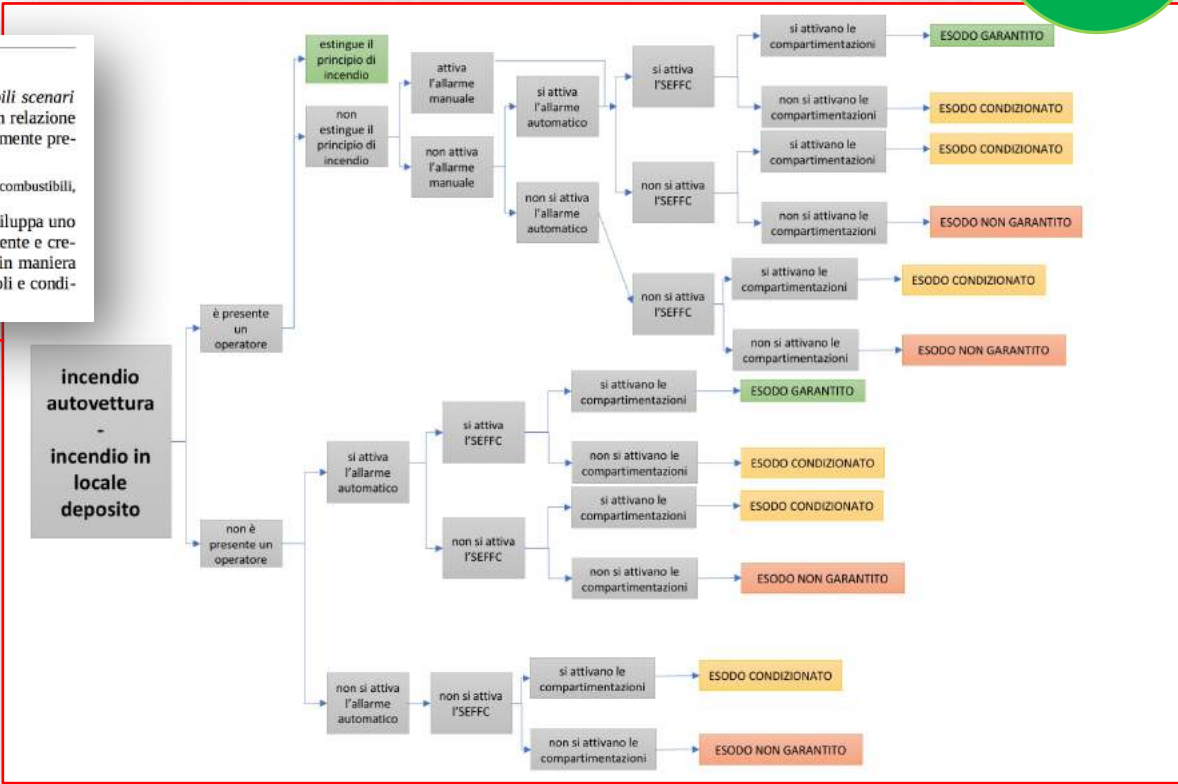 bili scenari
n relazione
mente pre-
combustibili,
iluppa uno
ente e cre-
in maniera
oli e condi-
incendio
autovettura
-
incendio in
locale
deposito
è presente
un
operatore
estingue il
principio di
incendio
non
estingue il
principio di
incendio
attiva
l'allarme
manuale
non attiva
l'allarme
manuale
si attiva
l'allarme
automatico
non si attiva
l'allarme
automatico
si attiva
l'SEFFC
si attivano le
compartimentazioni
ESODO GARANTITO
non si attivano le
compartimentazioni
ESODO CONDIZIONATO
non si attiva
l'SEFFC
si attivano le
compartimentazioni
ESODO CONDIZIONATO
non si attivano le
compartimentazioni
ESODO NON GARANTITO
non si attiva
l'SEFFC
si attivano le
compartimentazioni
ESODO CONDIZIONATO
non si attivano le
compartimentazioni
ESODO NON GARANTITO
non è
presente un
operatore
si attiva
l'allarme
automatico
si attiva
l'SEFFC
si attivano le
compartimentazioni
ESODO GARANTITO
non si attivano le
compartimentazioni
ESODO CONDIZIONATO
non si attiva
l'SEFFC
si attivano le
compartimentazioni
ESODO CONDIZIONATO
non si attivano le
compartimentazioni
ESODO NON GARANTITO
non si attiva
l'allarme
automatico
non si attiva
l'SEFFC
si attivano le
compartimentazioni
ESODO CONDIZIONATO
non si attivano le
compartimentazioni
ESODO NON GARANTITO